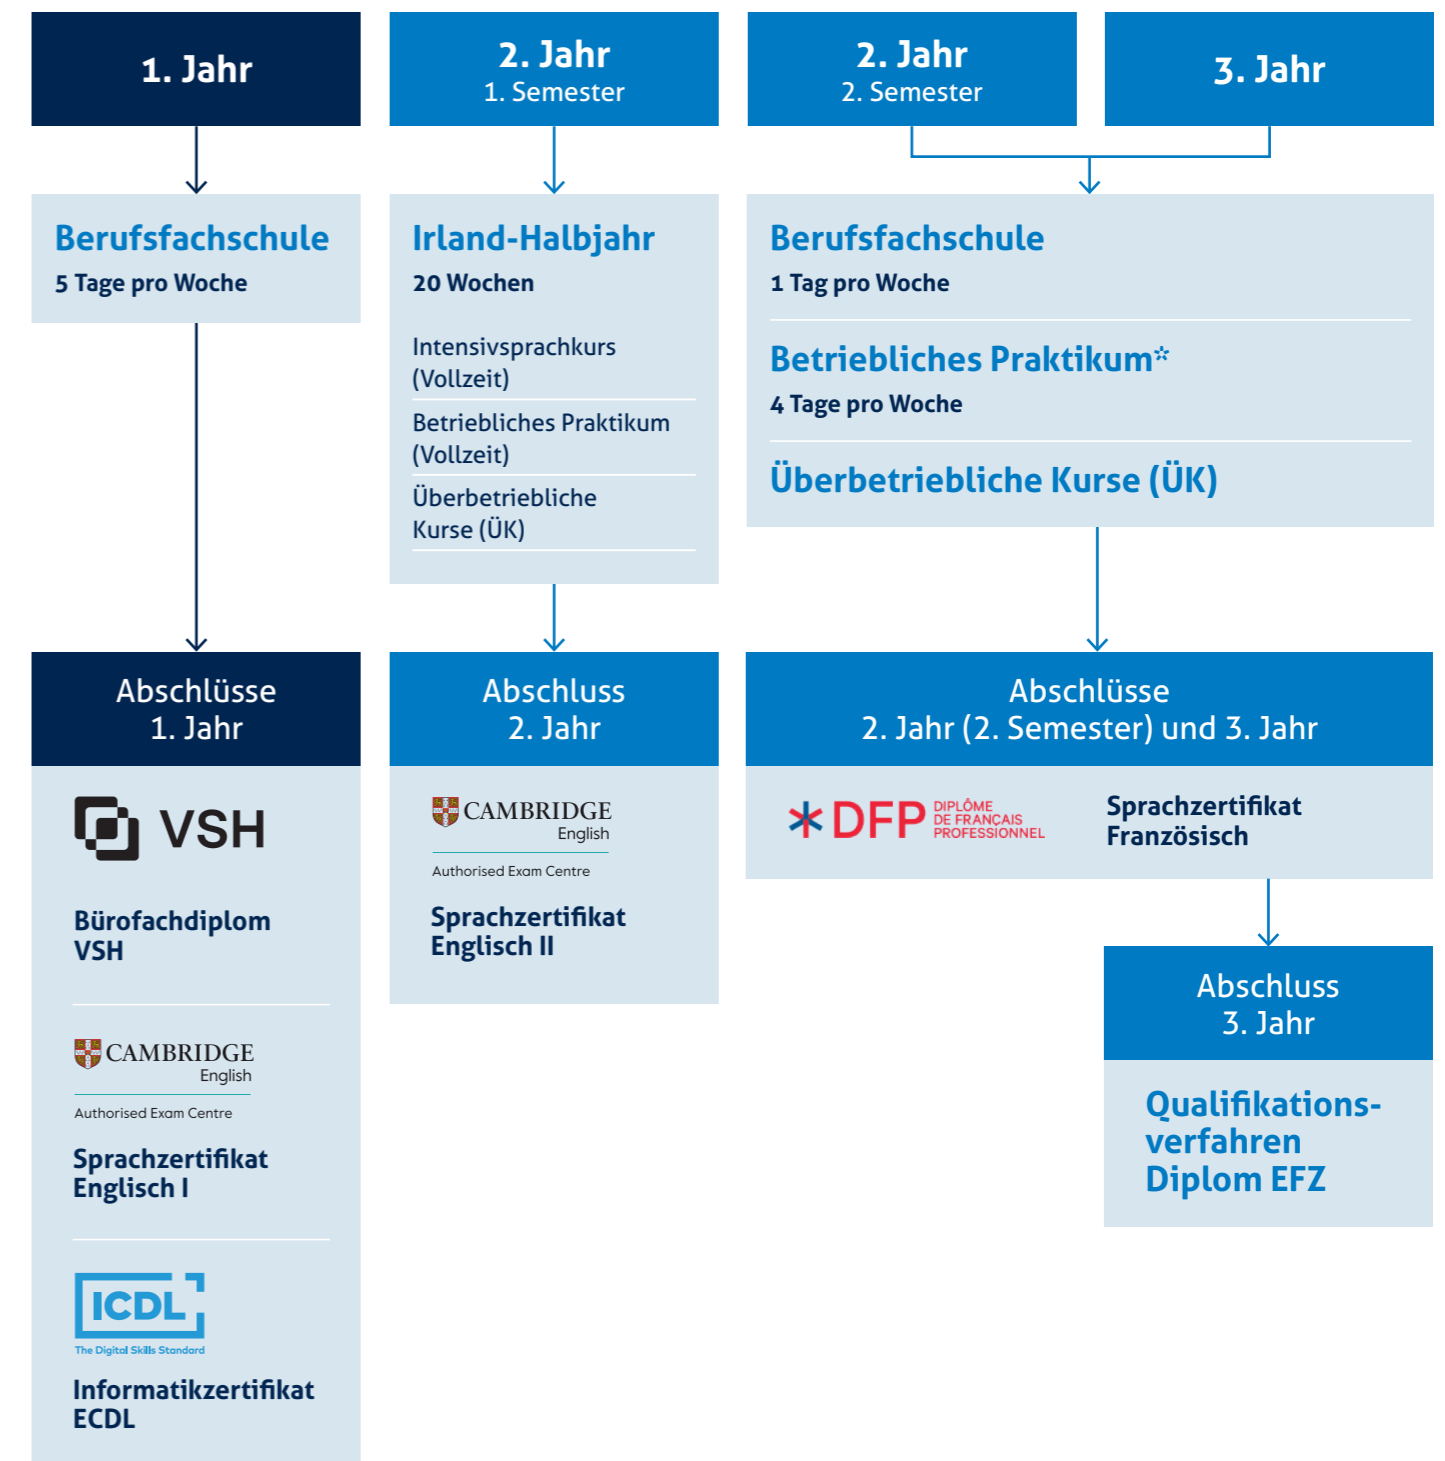 1. Jahr
2. Jahr
1. Semester
2. Jahr
2. Semester
3. Jahr
Berufsfachschule
5 Tage pro Woche
Irland-Halbjahr
20 Wochen
Intensivsprachkurs
(Vollzeit)
Betriebliches Praktikum
(Vollzeit)
Überbetriebliche
Kurse (ÜK)
Berufsfachschule
1 Tag pro Woche
Betriebliches Praktikum*
4 Tage pro Woche
Überbetriebliche Kurse (ÜK)
Abschlüsse
1. Jahr
VSH
Bürofachdiplom
VSH
CAMBRIDGE
English
Authorised Exam Centre
Sprachzertifikat
Englisch I
ICDL
The Digital Skills Standard
Informatikzertifikat
ECDL
Abschluss
2. Jahr
CAMBRIDGE
English
Authorised Exam Centre
Sprachzertifikat
Englisch II
Abschlüsse
2. Jahr (2. Semester) und 3. Jahr
DFP
DIPLÔME
DE FRANÇAIS
PROFESSIONNEL
Sprachzertifikat
Französisch
Abschluss
3. Jahr
Qualifikations-
verfahren
Diplom EFZ